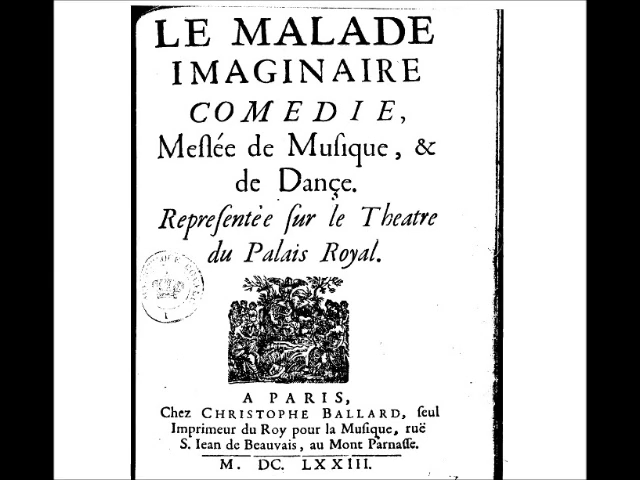 LE MALADE
IMAGINAIRE
COMEDIE,
Meſlée de Muſique, &
de Dançe.
Repreſentée ſur le Theatre
du Palais Royal.
A PARIS,
Chez CHRISTOPHE BALLARD, ſeul
Imprimeur du Roy pour la Muſique, ruë
S. Iean de Beauvais, au Mont Parnaſſe.
M. DC. LXXIII.